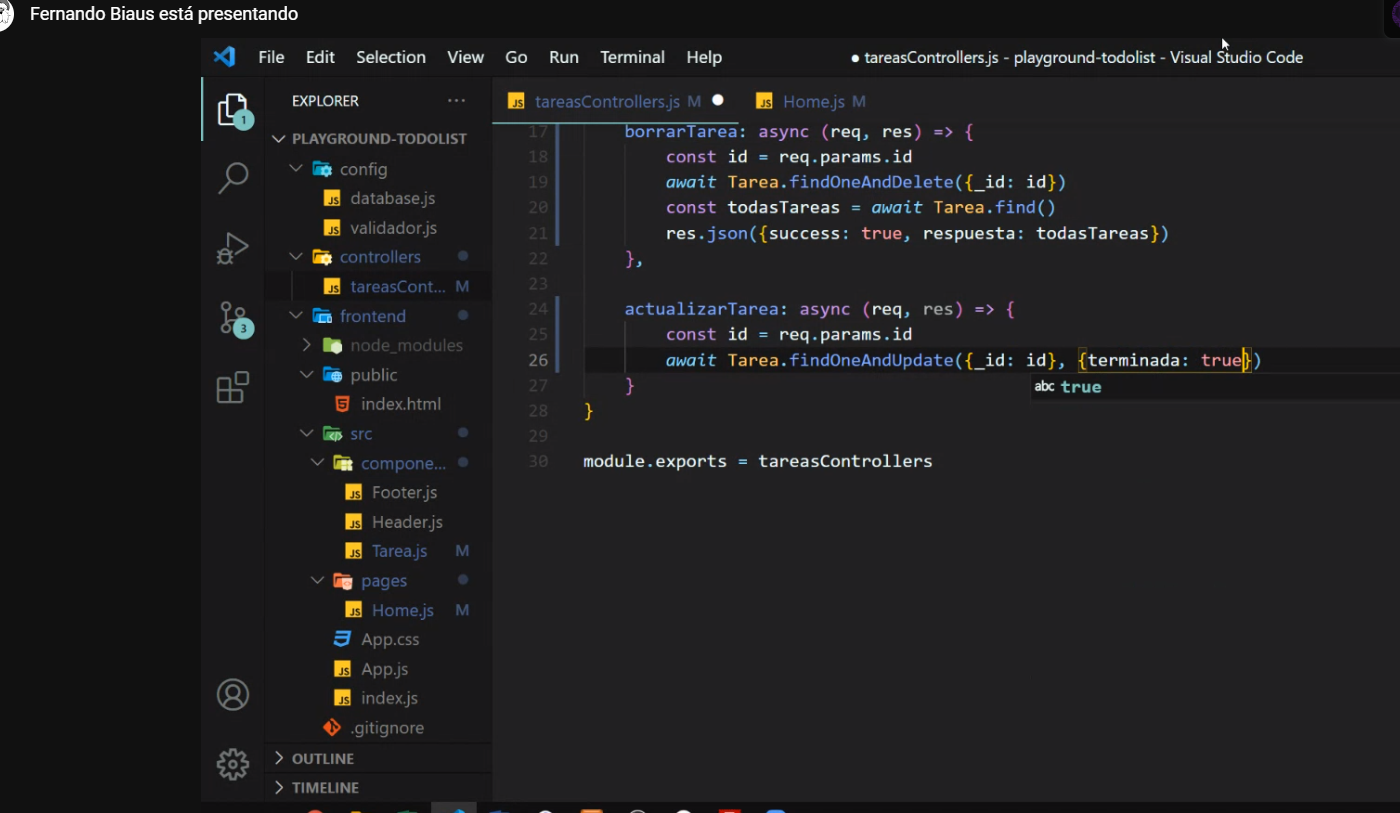 Fernando Biaus está presentando
File Edit Selection View Go Run Terminal Help
● tareasControllers.js - playground-todolist - Visual Studio Code
EXPLORER ...
PLAYGROUND-TODOLIST
config
database.js
validador.js
controllers
tareasCont... M
frontend
node_modules
public
index.html
src
compone...
Footer.js
Header.js
Tarea.js M
pages
Home.js M
App.css
App.js
index.js
.gitignore
OUTLINE
TIMELINE
1
3
JS tareasControllers.js M ●
JS Home.js M
17 borrarTarea: async (req, res) => {
18 const id = req.params.id
19 await Tarea.findOneAndDelete({_id: id})
20 const todasTareas = await Tarea.find()
21 res.json({success: true, respuesta: todasTareas})
22 },
23
24 actualizarTarea: async (req, res) => {
25 const id = req.params.id
26 await Tarea.findOneAndUpdate({_id: id}, {terminada: true})
abc true
27 }
28 }
29
30 module.exports = tareasControllers